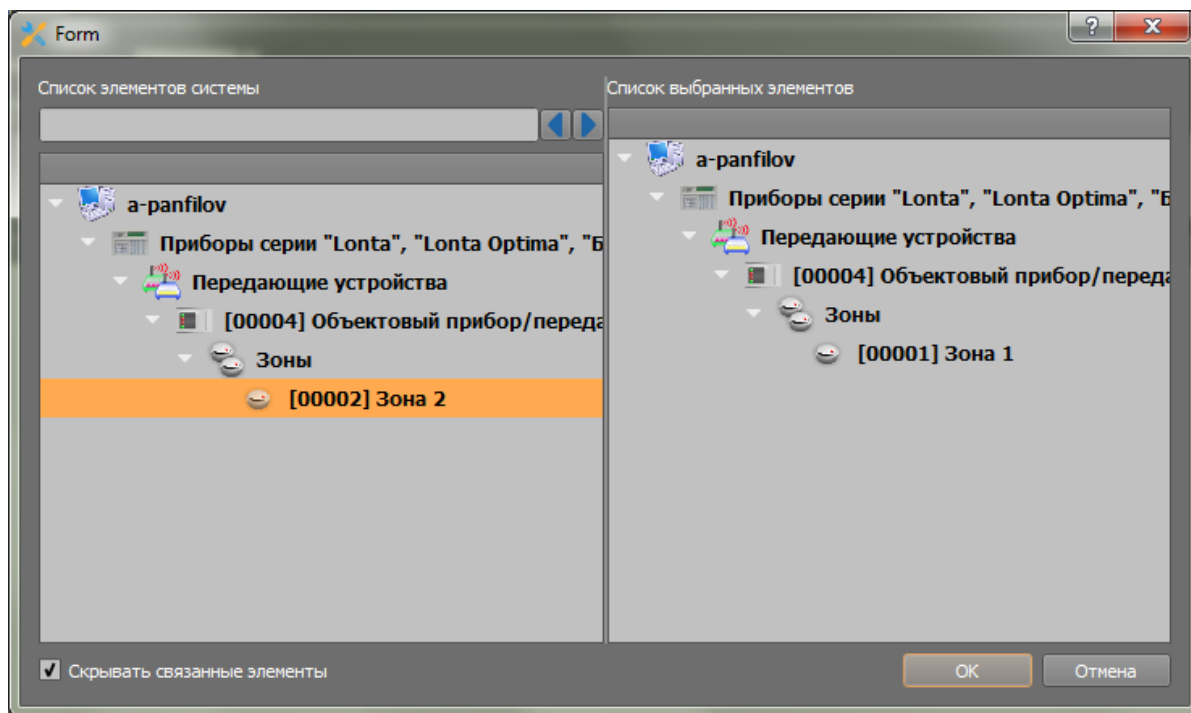 Form
Список элементов системы
a-panfilov
Приборы серии "Lonta", "Lonta Optima", "Б
Передающие устройства
[00004] Объектовый прибор/переда
Зоны
[00002] Зона 2
Список выбранных элементов
a-panfilov
Приборы серии "Lonta", "Lonta Optima", "Б
Передающие устройства
[00004] Объектовый прибор/переда
Зоны
[00001] Зона 1
Скрывать связанные элементы
OK
Отмена